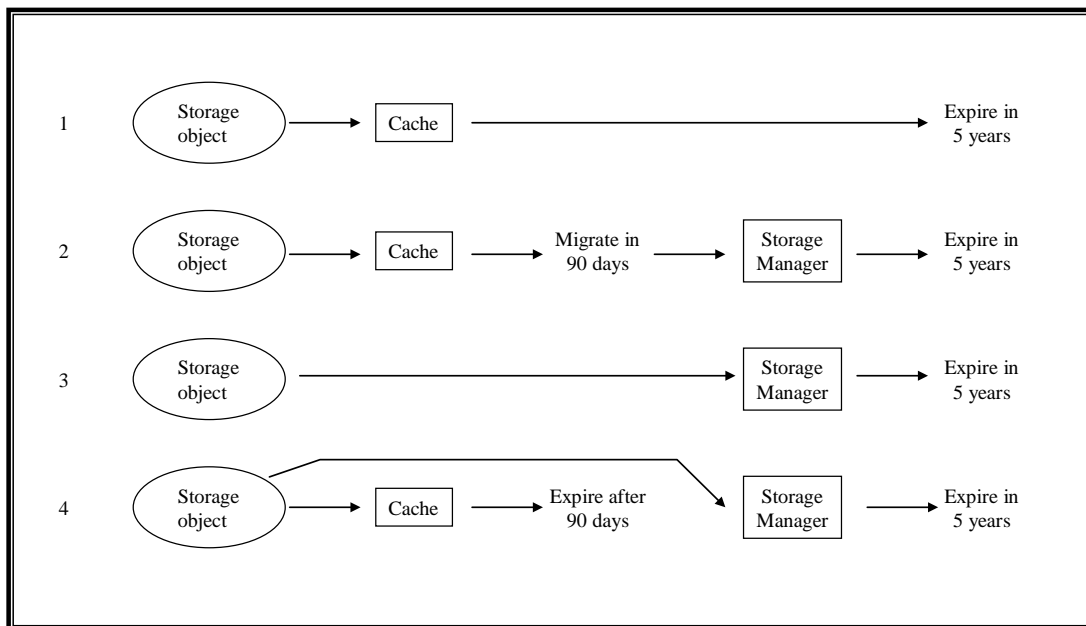 1
Storage
object
Cache
Expire in
5 years
2
Storage
object
Cache
Migrate in
90 days
Storage
Manager
Expire in
5 years
3
Storage
object
Storage
Manager
Expire in
5 years
4
Storage
object
Cache
Expire after
90 days
Storage
Manager
Expire in
5 years